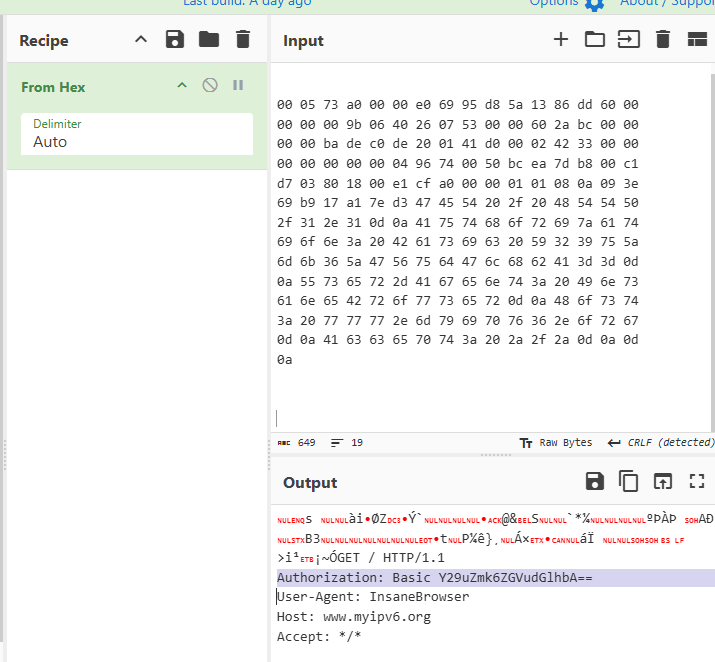 Last build: A day ago
Options
About / Suppor
Recipe
Input
From Hex
Delimiter
Auto
00 05 73 a0 00 00 e0 69 95 d8 5a 13 86 dd 60 00
00 00 00 9b 06 40 26 07 53 00 00 60 2a bc 00 00
00 00 ba de c0 de 20 01 41 d0 00 02 42 33 00 00
00 00 00 00 00 04 96 74 00 50 bc ea 7d b8 00 c1
d7 03 80 18 00 e1 cf a0 00 00 01 01 08 0a 09 3e
69 b9 17 a1 7e d3 47 45 54 20 2f 20 48 54 54 50
2f 31 2e 31 0d 0a 41 75 74 68 6f 72 69 7a 61 74
69 6f 6e 3a 20 42 61 73 69 63 20 59 32 39 75 5a
6d 6b 36 5a 47 56 75 64 47 6c 68 62 41 3d 3d 0d
0a 55 73 65 72 2d 41 67 65 6e 74 3a 20 49 6e 73
61 6e 65 42 72 6f 77 73 65 72 0d 0a 48 6f 73 74
3a 20 77 77 77 2e 6d 79 69 70 76 36 2e 6f 72 67
0d 0a 41 63 63 65 70 74 3a 20 2a 2f 2a 0d 0a 0d
0a
ABC 649 19 Tт Raw Bytes CRLF (detected)
Output
NULENQs NULNULài•ØZDC3•Ý`NULNULNULNULNUL•ACK@&BELSNULNUL`*¼NULNULNULNULºÞÀÞ SOHAÐ
NULSTXB3NULNULNULNULNULNULNULEOT•tNULP¼ê}¸NULÁ×ETX•CANNULáÏ NULNULSOHSOHBS LF
>i¹ETB¡~ÓGET / HTTP/1.1
Authorization: Basic Y29uZmk6ZGVudGlhbA==
User-Agent: InsaneBrowser
Host: www.myipv6.org
Accept: */*